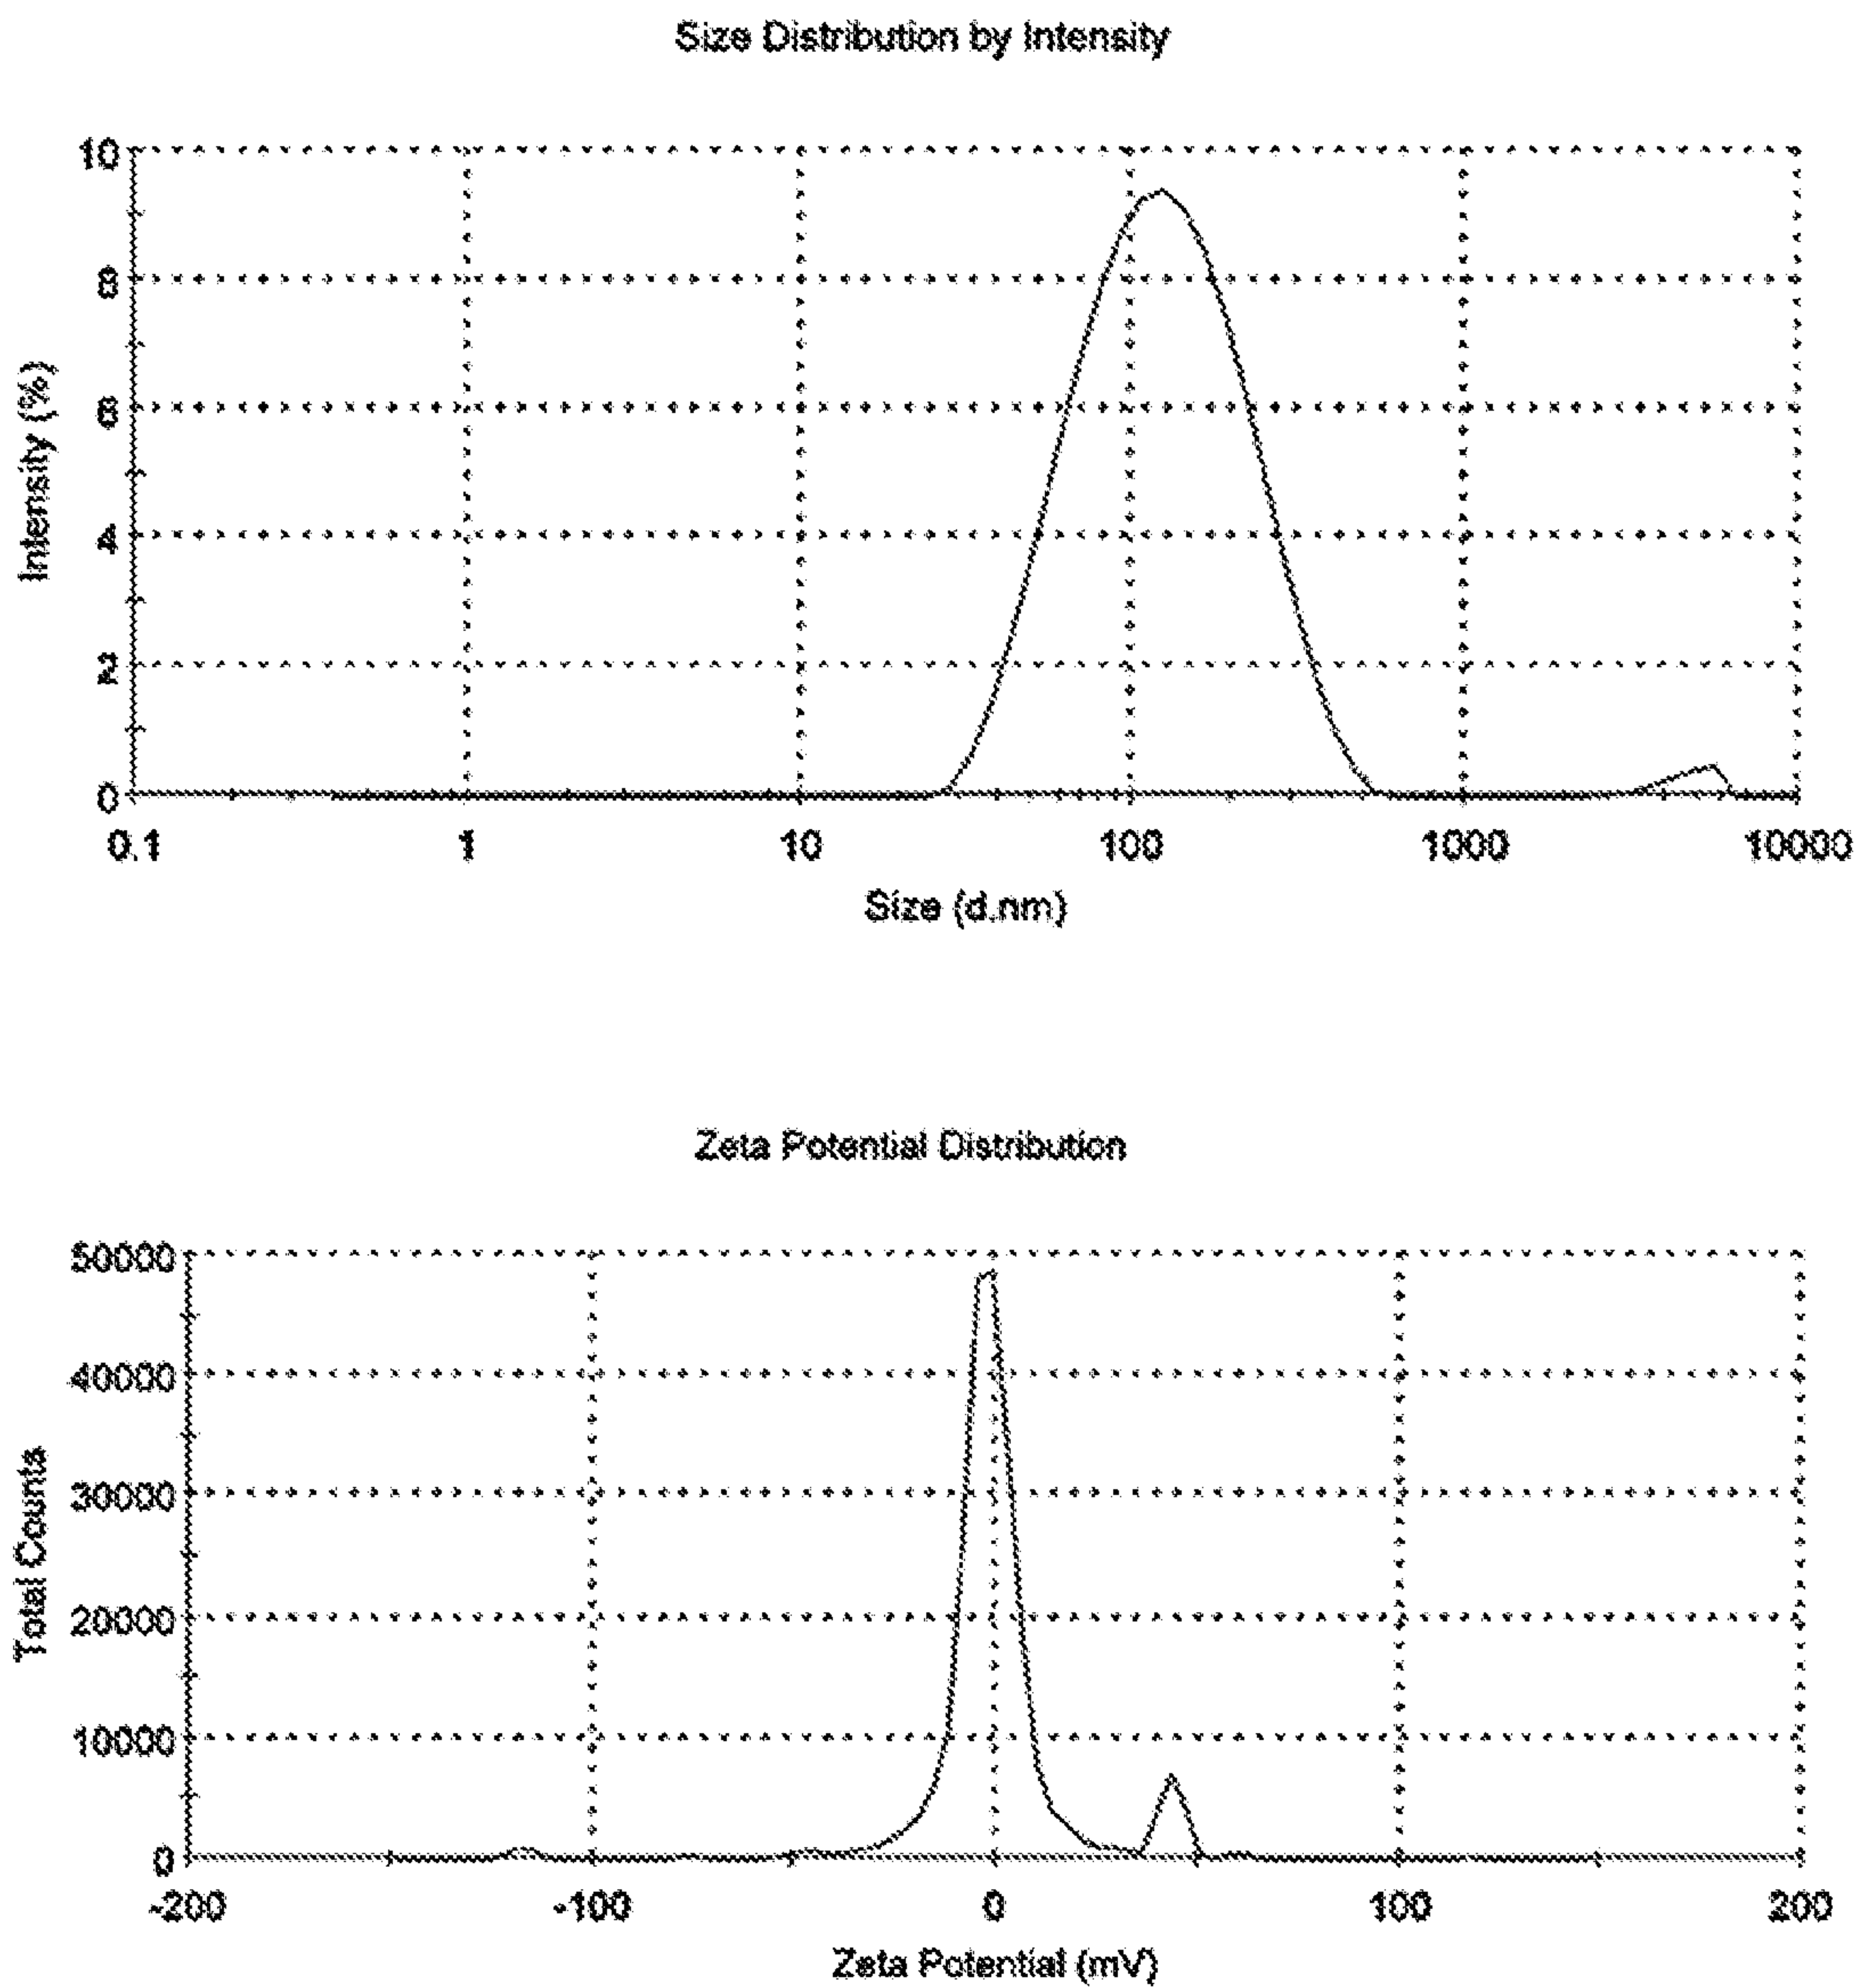 Size Distribution by Intensity
10
8
6
4
2
0
Intensity (%)
0.1 1 10 100 1000 10000
Size (d.nm)
Zeta Potential Distribution
50000
40000
30000
20000
10000
0
Total Counts
-200 -100 0 100 200
Zeta Potential (mV)